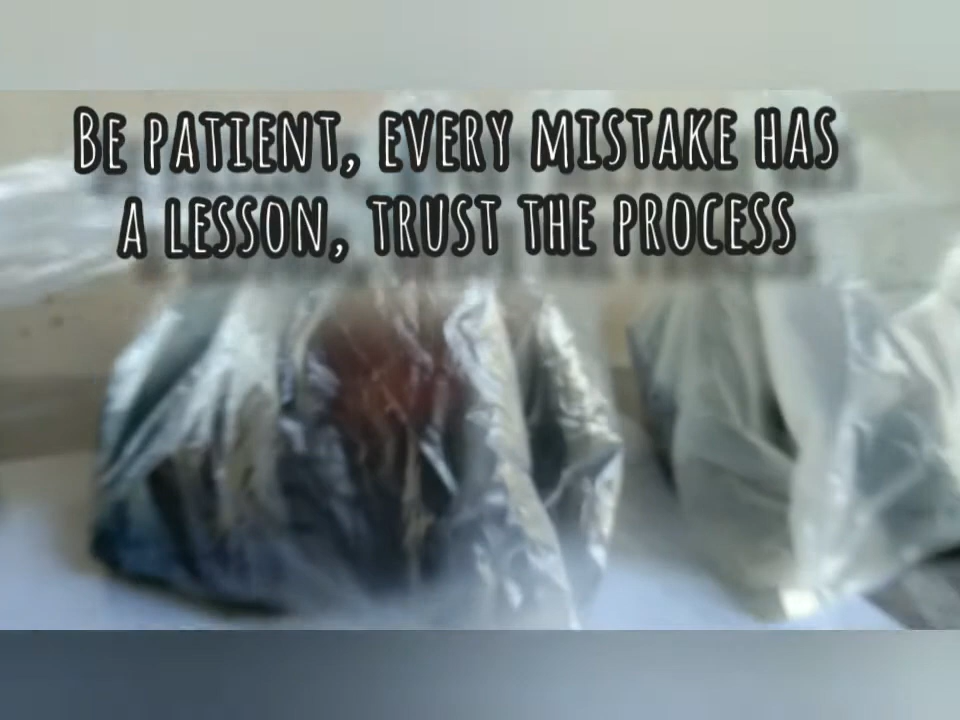 Be patient, every mistake has
a lesson, trust the process